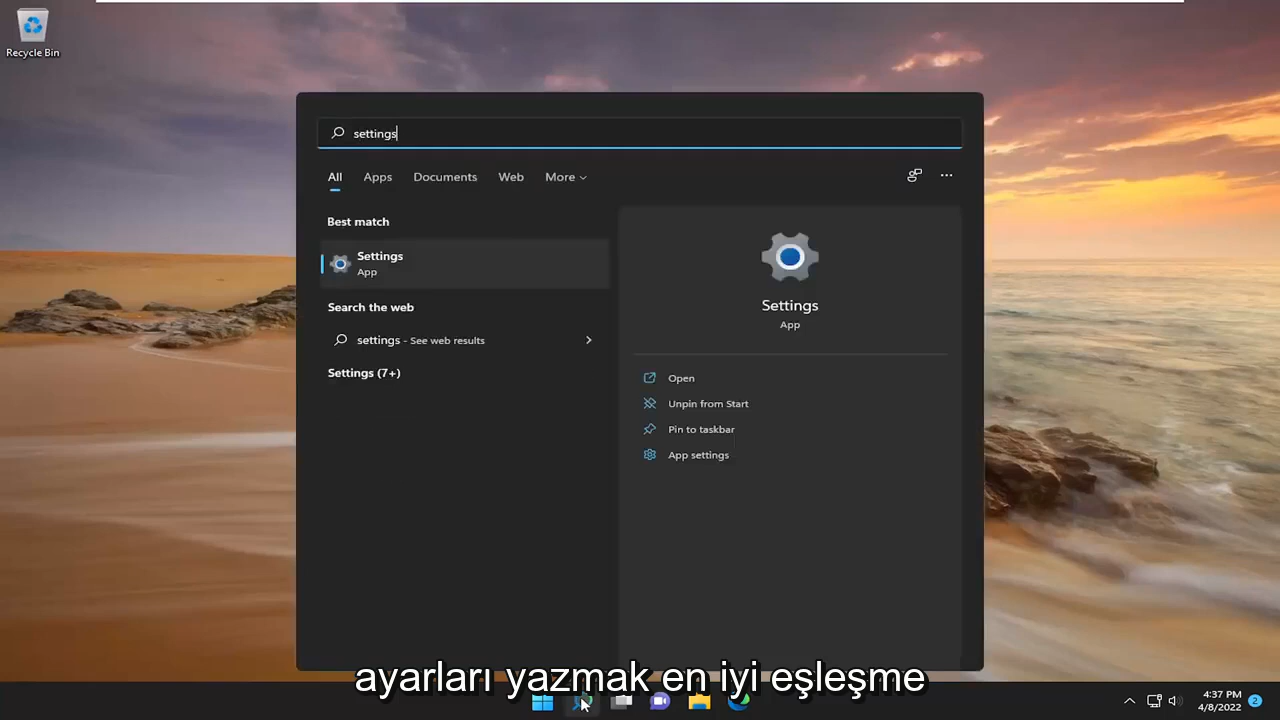 Recycle Bin
settings
All Apps Documents Web More
Best match
Settings
App
Search the web
settings - See web results
Settings (7+)
Settings
App
Open
Unpin from Start
Pin to taskbar
App settings
ayarları yazmak en iyi eşleşme
4:37 PM
4/8/2022
2